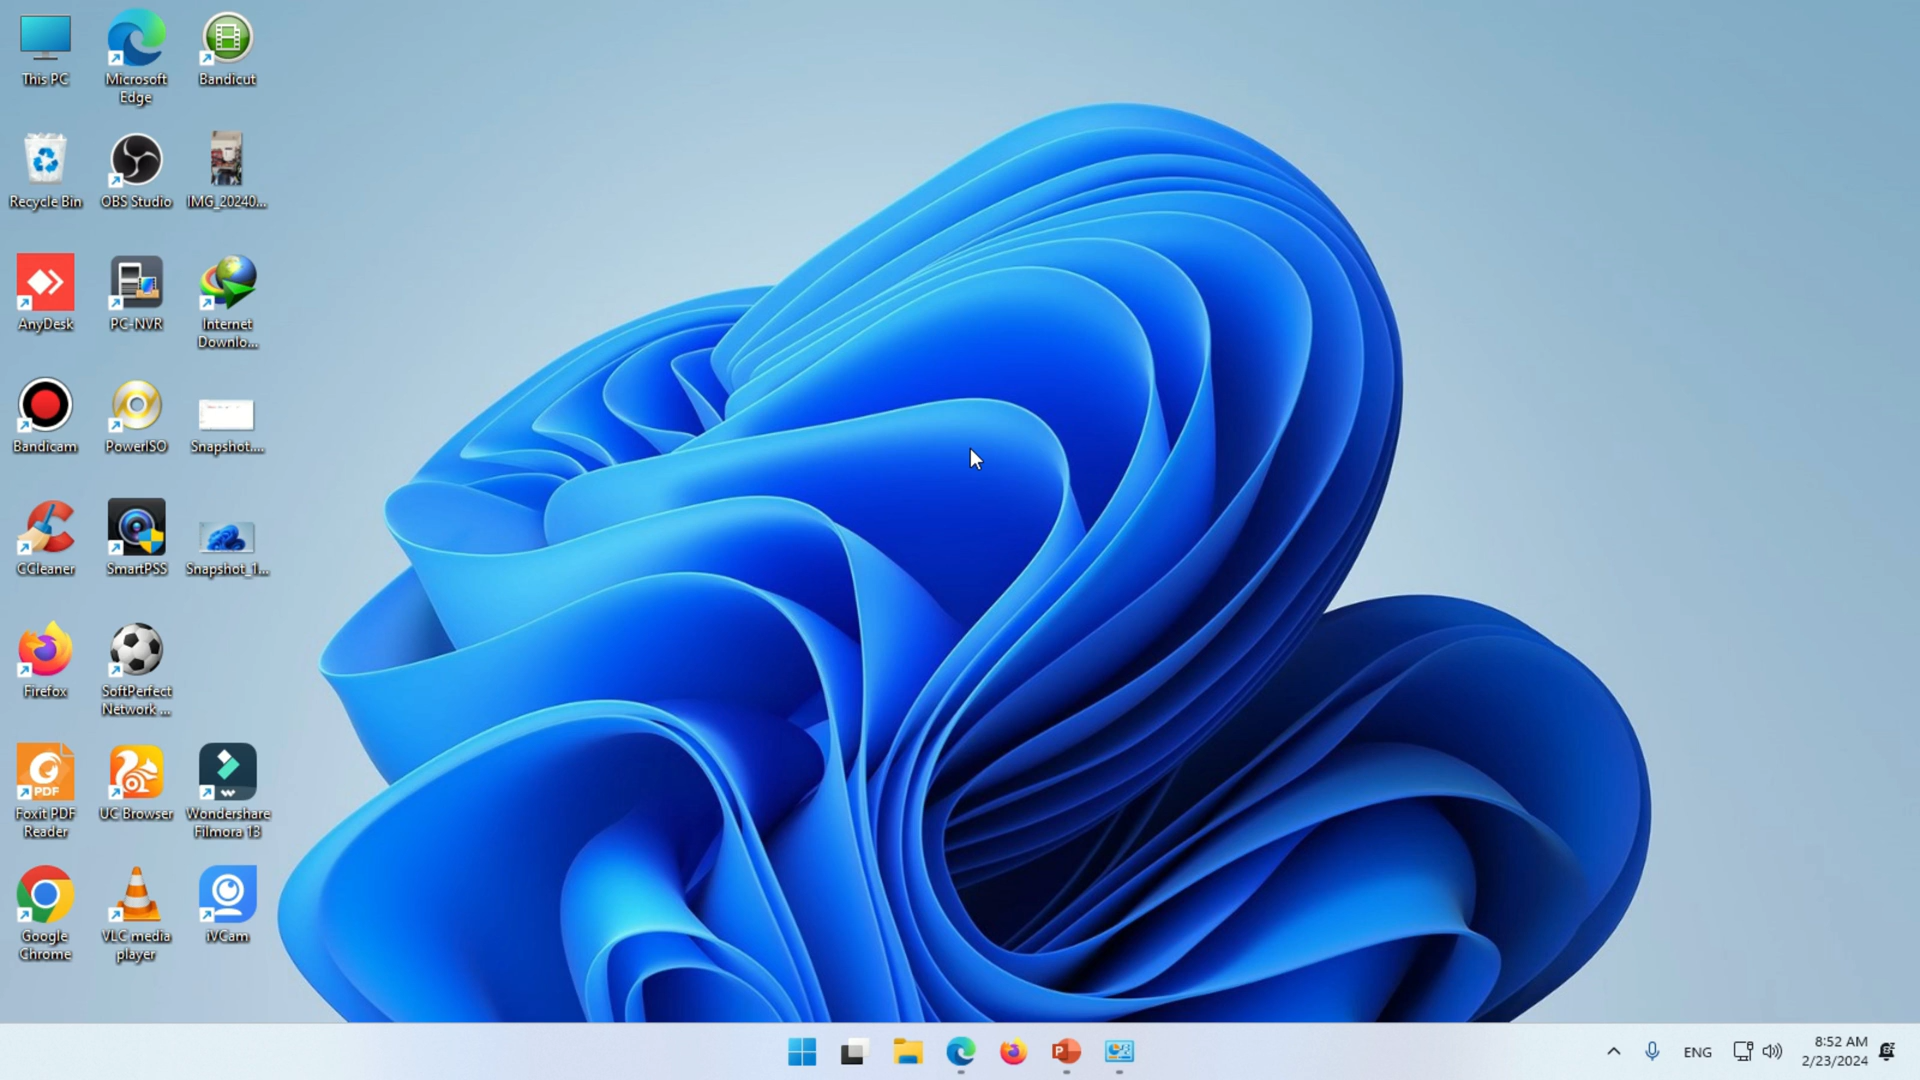 This PC
Microsoft
Edge
Bandicut
Recycle Bin
OBS Studio
IMG_20240...
AnyDesk
PC-NVR
Internet
Downlo...
Bandicam
PowerISO
Snapshot....
CCleaner
SmartPSS
Snapshot_1...
Firefox
SoftPerfect
Network ...
PDF
Foxit PDF
Reader
UC Browser
Wondershare
Filmora 13
Google
Chrome
VLC media
player
iVCam
P
ENG
8:52 AM
2/23/2024